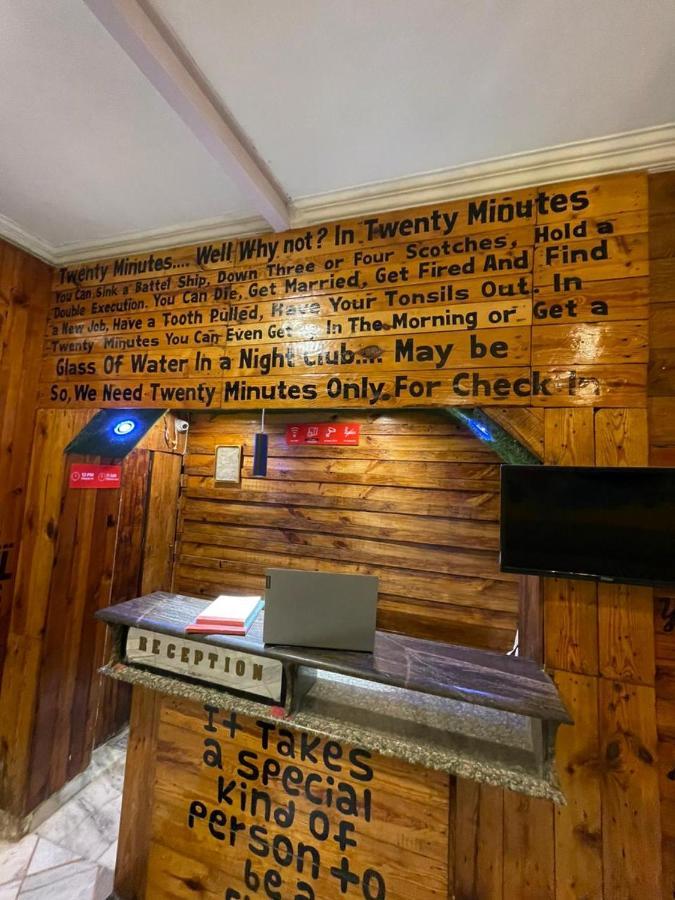 Twenty Minutes.... Well Why not? In Twenty Minutes
You Can Sink a Battel Ship, Down Three or Four Scotches, Hold a
Double Execution, You Can Die, Get Married, Get Fired And Find
a New Job, Have a Tooth Pulled, Have Your Tonsils Out. In
Twenty Minutes You Can Even Get In The Morning or Get a
Glass Of Water In a Night Club... May be
So, We Need Twenty Minutes Only For Check In
12 PM
11 AM
RECEPTION
It Takes
a special
kind of
person to
be a